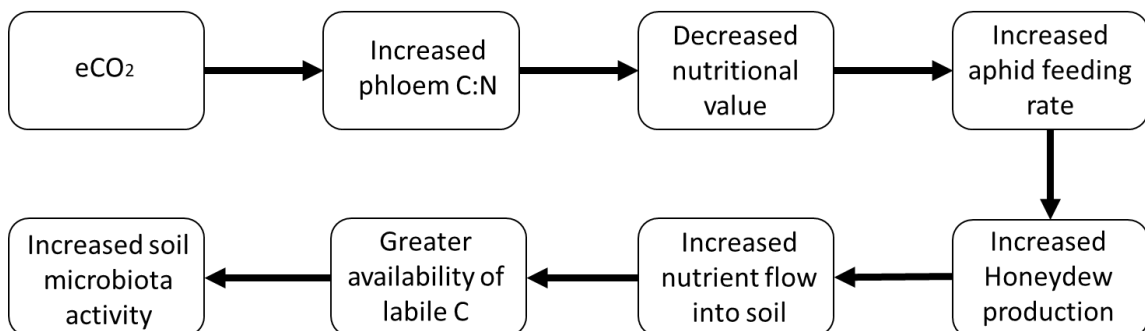 eCO₂
Increased
phloem C:N
Decreased
nutritional
value
Increased
aphid feeding
rate
Increased
Honeydew
production
Increased
nutrient flow
into soil
Greater
availability of
labile C
Increased soil
microbiota
activity